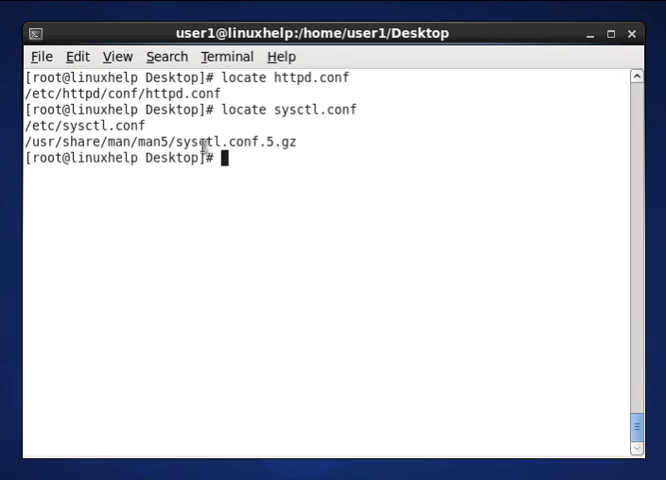 user1@linuxhelp:/home/user1/Desktop
File Edit View Search Terminal Help
[root@linuxhelp Desktop]# locate httpd.conf
/etc/httpd/conf/httpd.conf
[root@linuxhelp Desktop]# locate sysctl.conf
/etc/sysctl.conf
/usr/share/man/man5/sysctl.conf.5.gz
[root@linuxhelp Desktop]#